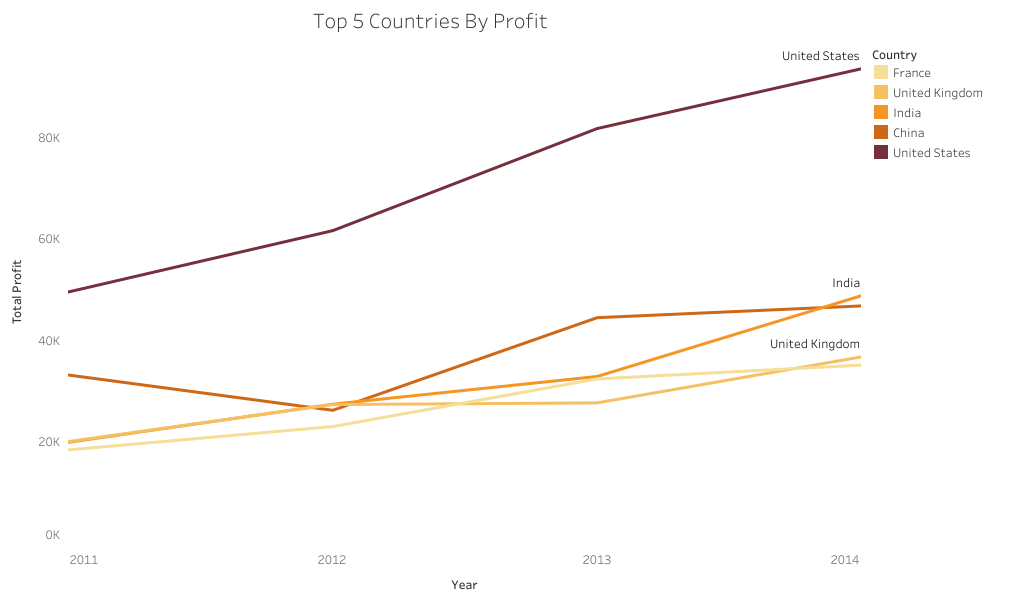 Top 5 Countries By Profit
United States
Country
France
United Kingdom
India
China
United States
80K
60K
40K
20K
0K
Total Profit
India
United Kingdom
2011
2012
2013
2014
Year